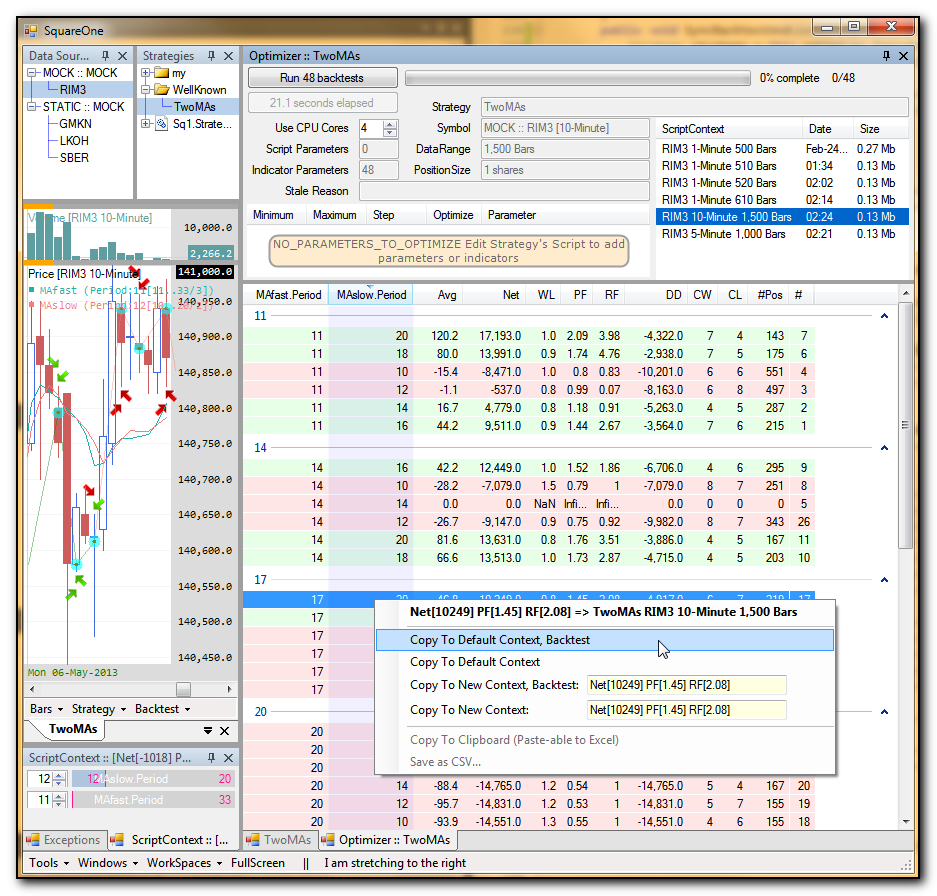 SquareOne
Data Sour...
MOCK :: MOCK
RIM3
STATIC :: MOCK
GMKN
LKOH
SBER
Strategies
my
WellKnown
TwoMAs
Sq1.Strate...
Optimizer :: TwoMAs
Run 48 backtests
0% complete 0/48
21.1 seconds elapsed
Strategy TwoMAs
Use CPU Cores 4
Symbol MOCK :: RIM3 [10-Minute]
Script Parameters 0
DataRange 1,500 Bars
Indicator Parameters 48
PositionSize 1 shares
Stale Reason
Minimum Maximum Step Optimize Parameter
NO_PARAMETERS_TO_OPTIMIZE Edit Strategy's Script to add
parameters or indicators
ScriptContext Date Size
RIM3 1-Minute 500 Bars Feb-24... 0.27 Mb
RIM3 1-Minute 510 Bars 01:34 0.13 Mb
RIM3 1-Minute 520 Bars 02:02 0.13 Mb
RIM3 1-Minute 610 Bars 02:14 0.13 Mb
RIM3 10-Minute 1,500 Bars 02:24 0.13 Mb
RIM3 5-Minute 1,000 Bars 02:21 0.13 Mb
Volume [RIM3 10-Minute]
10,000.0
2,266.2
Price [RIM3 10-Minute]
141,000.0
MAfast (Period:11[11..33/3])
140,950.0
MAslow (Period:12[10..20/2])
140,900.0
140,850.0
140,800.0
140,750.0
140,700.0
140,650.0
140,600.0
140,550.0
140,500.0
140,450.0
Mon 06-May-2013
Bars Strategy Backtest
TwoMAs
ScriptContext :: [Net[-1018] P...
12 12 MAslow.Period 20
11 MAfast.Period 33
Exceptions
ScriptContext :: [...
MAfast.Period MAslow.Period Avg Net WL PF RF DD CW CL #Pos #
11
11 20 120.2 17,193.0 1.0 2.09 3.98 -4,322.0 7 4 143 7
11 18 80.0 13,991.0 0.9 1.74 4.76 -2,938.0 7 5 175 6
11 10 -15.4 -8,471.0 1.0 0.8 0.83 -10,201.0 6 6 551 4
11 12 -1.1 -537.0 0.8 0.99 0.07 -8,163.0 6 8 497 3
11 14 16.7 4,779.0 0.8 1.18 0.91 -5,263.0 4 5 287 2
11 16 44.2 9,511.0 0.9 1.44 2.67 -3,564.0 7 6 215 1
14
14 16 42.2 12,449.0 1.0 1.52 1.86 -6,706.0 4 6 295 9
14 10 -28.2 -7,079.0 1.5 0.79 1 -7,079.0 8 7 251 8
14 14 0.0 0.0 NaN Infi... Infi... 0.0 0 0 0 5
14 12 -26.7 -9,147.0 0.9 0.75 0.92 -9,982.0 8 7 343 26
14 20 81.6 13,631.0 0.8 1.76 3.51 -3,886.0 4 5 167 11
14 18 66.6 13,513.0 1.0 1.73 2.87 -4,715.0 4 5 203 10
17
17 20 46.8 10,249.0 0.8 1.45 2.08 -4,917.0 6 7 219 17
17
17
17
17
17
Net[10249] PF[1.45] RF[2.08] => TwoMAs RIM3 10-Minute 1,500 Bars
Copy To Default Context, Backtest
Copy To Default Context
Copy To New Context, Backtest: Net[10249] PF[1.45] RF[2.08]
Copy To New Context: Net[10249] PF[1.45] RF[2.08]
Copy To Clipboard (Paste-able to Excel)
Save as CSV...
20
20
20
20
20 14 -88.4 -14,765.0 1.2 0.54 1 -14,765.0 5 4 167 20
20 12 -95.7 -14,831.0 1.2 0.53 1 -14,831.0 5 7 155 19
20 10 -93.9 -14,551.0 1.3 0.55 1 -14,551.0 4 6 155 18
TwoMAs
Optimizer :: TwoMAs
Tools Windows WorkSpaces FullScreen || I am stretching to the right